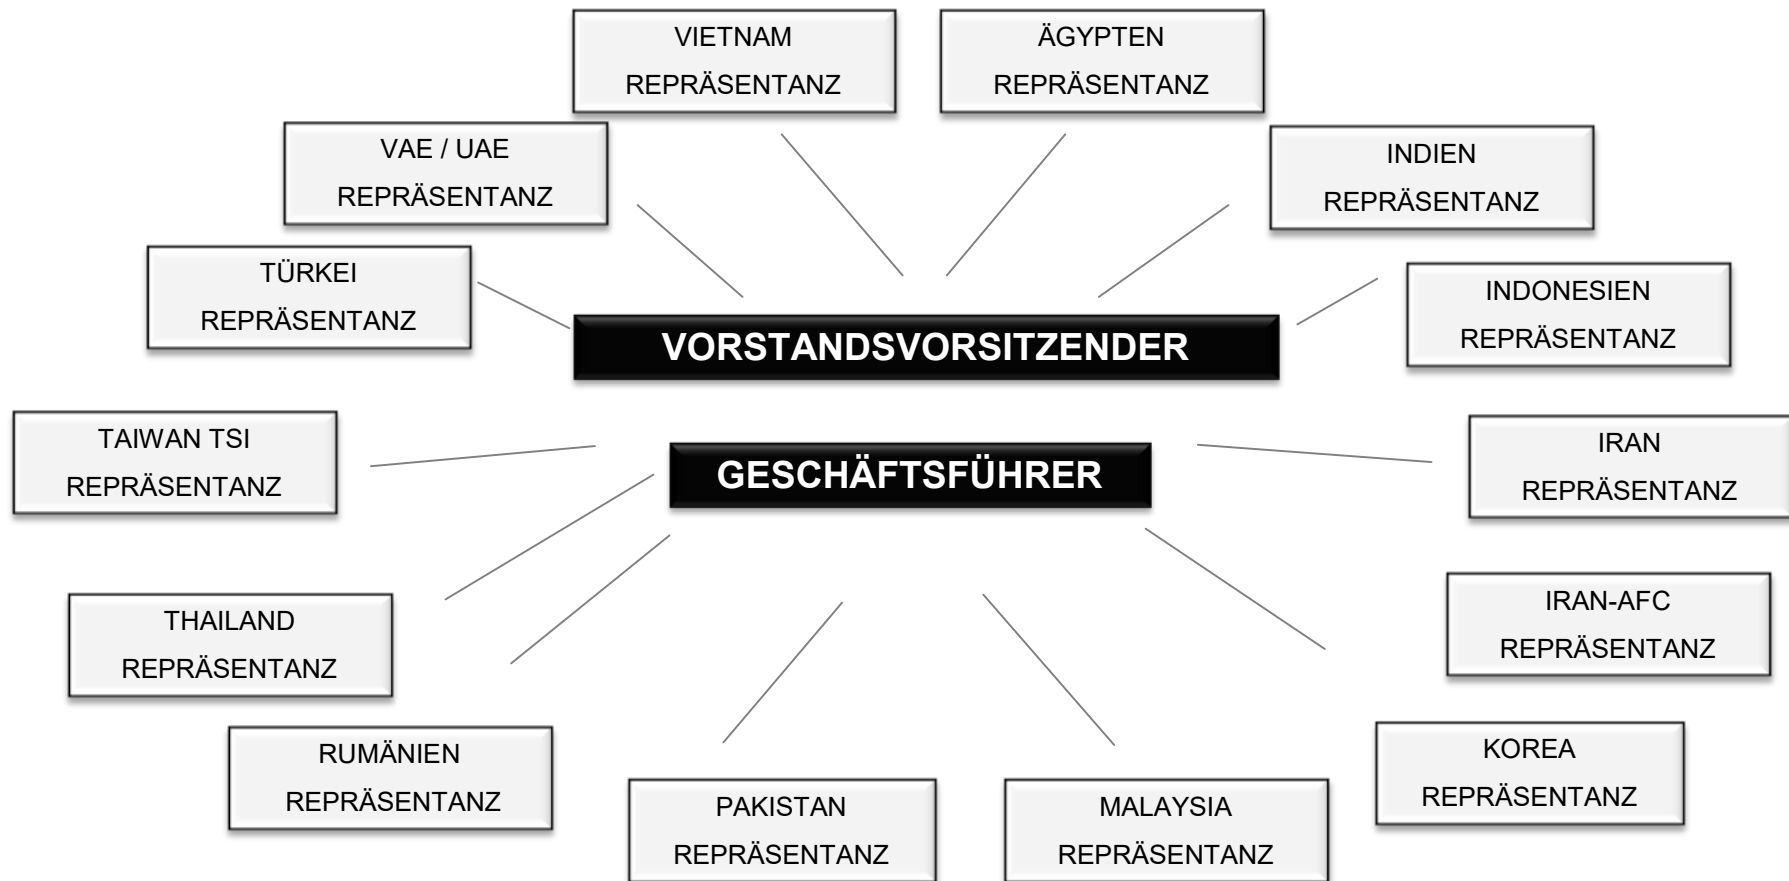 VIETNAM
REPRÄSENTANZ
ÄGYPTEN
REPRÄSENTANZ
VAE / UAE
REPRÄSENTANZ
INDIEN
REPRÄSENTANZ
TÜRKEI
REPRÄSENTANZ
INDONESIEN
REPRÄSENTANZ
VORSTANDSVORSITZENDER
TAIWAN TSI
REPRÄSENTANZ
GESCHÄFTSFÜHRER
IRAN
REPRÄSENTANZ
THAILAND
REPRÄSENTANZ
IRAN-AFC
REPRÄSENTANZ
RUMÄNIEN
REPRÄSENTANZ
KOREA
REPRÄSENTANZ
PAKISTAN
REPRÄSENTANZ
MALAYSIA
REPRÄSENTANZ